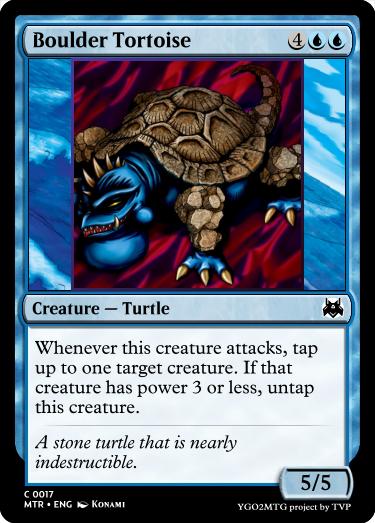 Boulder Tortoise 4
Creature — Turtle
Whenever this creature attacks, tap
up to one target creature. If that
creature has power 3 or less, untap
this creature.
A stone turtle that is nearly
indestructible.
5/5
C 0017
MTR • ENG Konami
YGO2MTG project by TVP